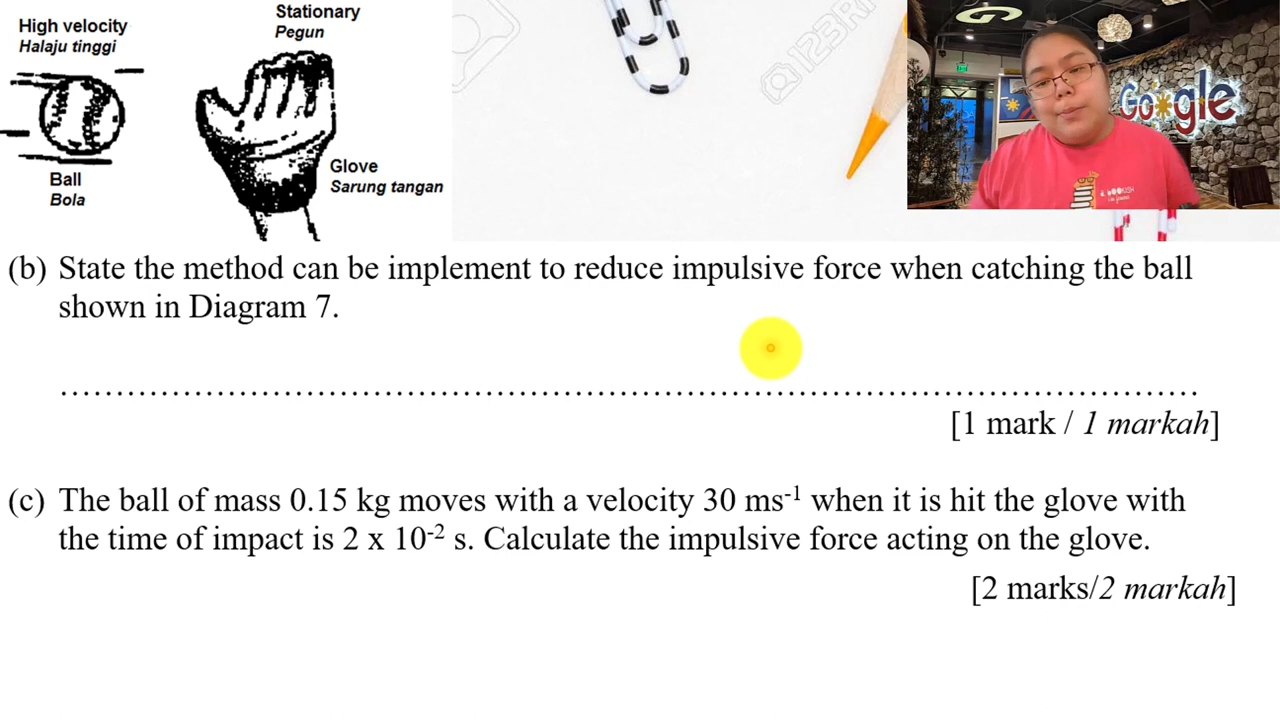 High velocity
Halaju tinggi
Stationary
Pegun
Ball
Bola
Glove
Sarung tangan
123RF
Google
(b) State the method can be implement to reduce impulsive force when catching the ball
shown in Diagram 7.
[1 mark / 1 markah]
(c) The ball of mass 0.15 kg moves with a velocity 30 ms⁻¹ when it is hit the glove with
the time of impact is 2 x 10⁻² s. Calculate the impulsive force acting on the glove.
[2 marks/2 markah]